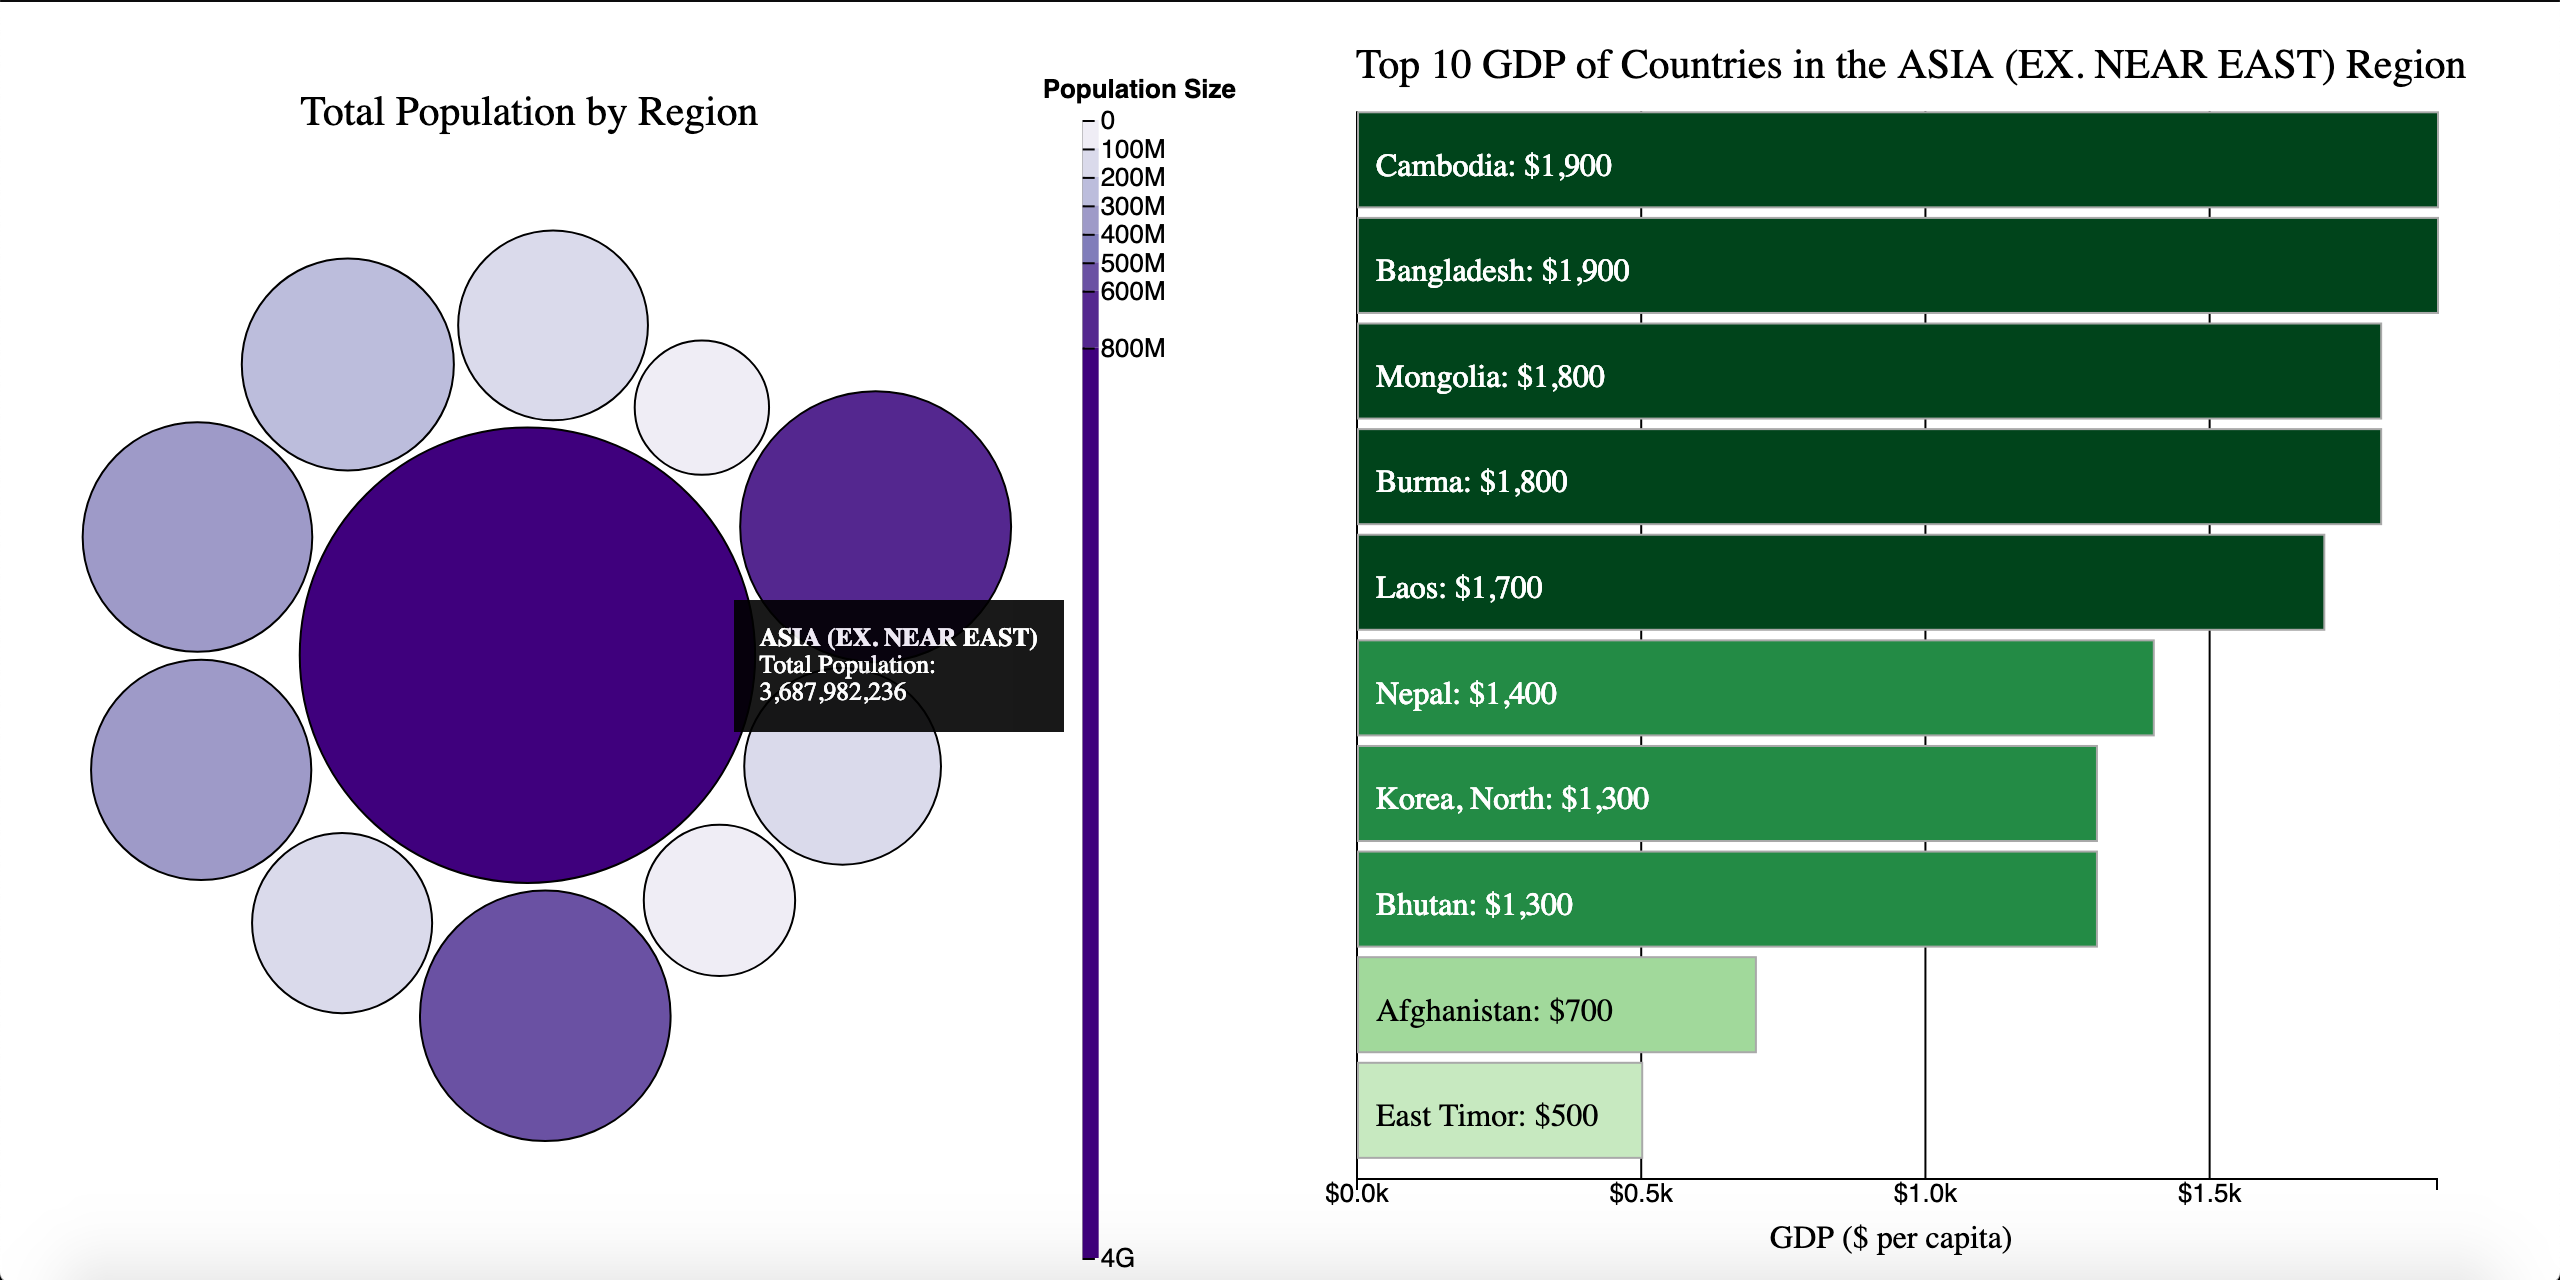 Total Population by Region
Population Size
0
100M
200M
300M
400M
500M
600M
800M
4G
ASIA (EX. NEAR EAST)
Total Population:
3,687,982,236
Top 10 GDP of Countries in the ASIA (EX. NEAR EAST) Region
Cambodia: $1,900
Bangladesh: $1,900
Mongolia: $1,800
Burma: $1,800
Laos: $1,700
Nepal: $1,400
Korea, North: $1,300
Bhutan: $1,300
Afghanistan: $700
East Timor: $500
$0.0k $0.5k $1.0k $1.5k
GDP ($ per capita)